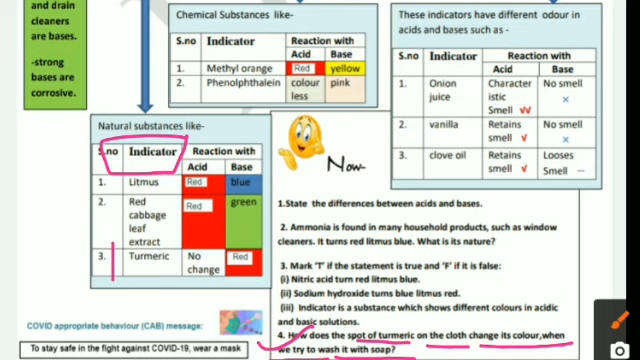 and drain
cleaners
are bases.
-strong
bases are
corrosive.
Chemical Substances like-
S.no Indicator Reaction with
Acid Base
1. Methyl orange Red yellow
2. Phenolphthalein colour pink
less
These indicators have different odour in
acids and bases such as -
S.no Indicator Reaction with
Acid Base
1. Onion Character No smell
juice istic
Smell
2. vanilla Retains No smell
smell
3. clove oil Retains Looses
smell Smell
Natural substances like-
S.no Indicator Reaction with
Acid Base
1. Litmus Red blue
2. Red Red green
cabbage
leaf
extract
3. Turmeric No Red
change
Now-
1.State the differences between acids and bases.
2. Ammonia is found in many household products, such as window
cleaners. It turns red litmus blue. What is its nature?
3. Mark 'T' if the statement is true and 'F' if it is false:
(i) Nitric acid turn red litmus blue.
(ii) Sodium hydroxide turns blue litmus red.
(iii) Indicator is a substance which shows different colours in acidic
and basic solutions.
4. How does the spot of turmeric on the cloth change its colour,when
we try to wash it with soap?
COVID appropriate behaviour (CAB) message:
To stay safe in the fight against COVID-19, wear a mask